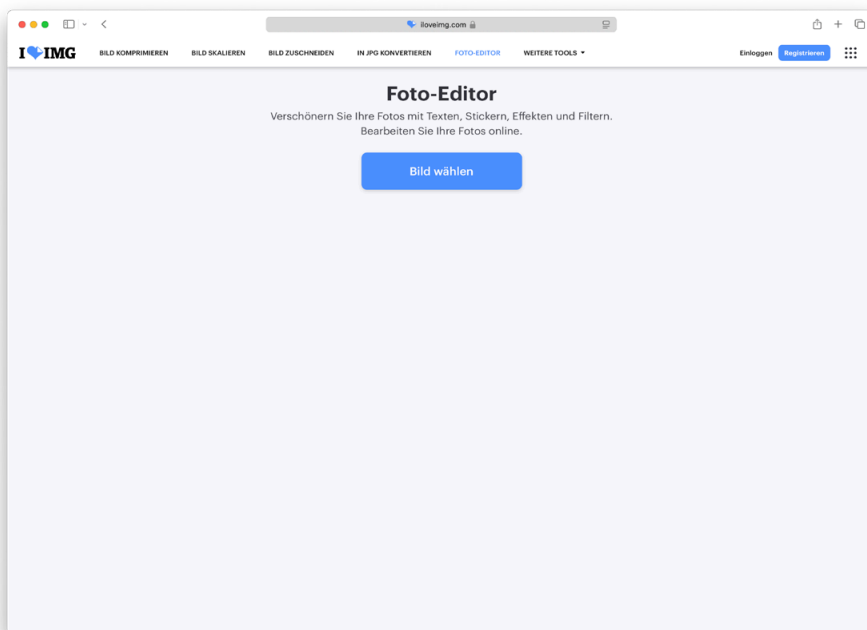 iloveimg.com
I IMG
BILD KOMPRIMIEREN BILD SKALIEREN BILD ZUSCHNEIDEN IN JPG KONVERTIEREN FOTO-EDITOR WEITERE TOOLS Einloggen Registrieren
Foto-Editor
Verschönern Sie Ihre Fotos mit Texten, Stickern, Effekten und Filtern.
Bearbeiten Sie Ihre Fotos online.
Bild wählen